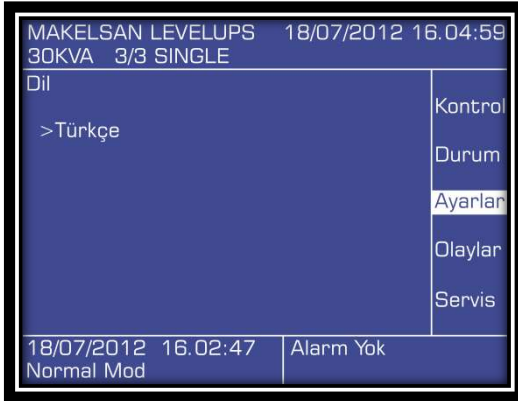 MAKELSAN LEVELUPS 18/07/2012 16.04:59
30KVA 3/3 SINGLE
Dil
>Türkçe
Kontrol
Durum
Ayarlar
Olaylar
Servis
18/07/2012 16.02:47 Alarm Yok
Normal Mod